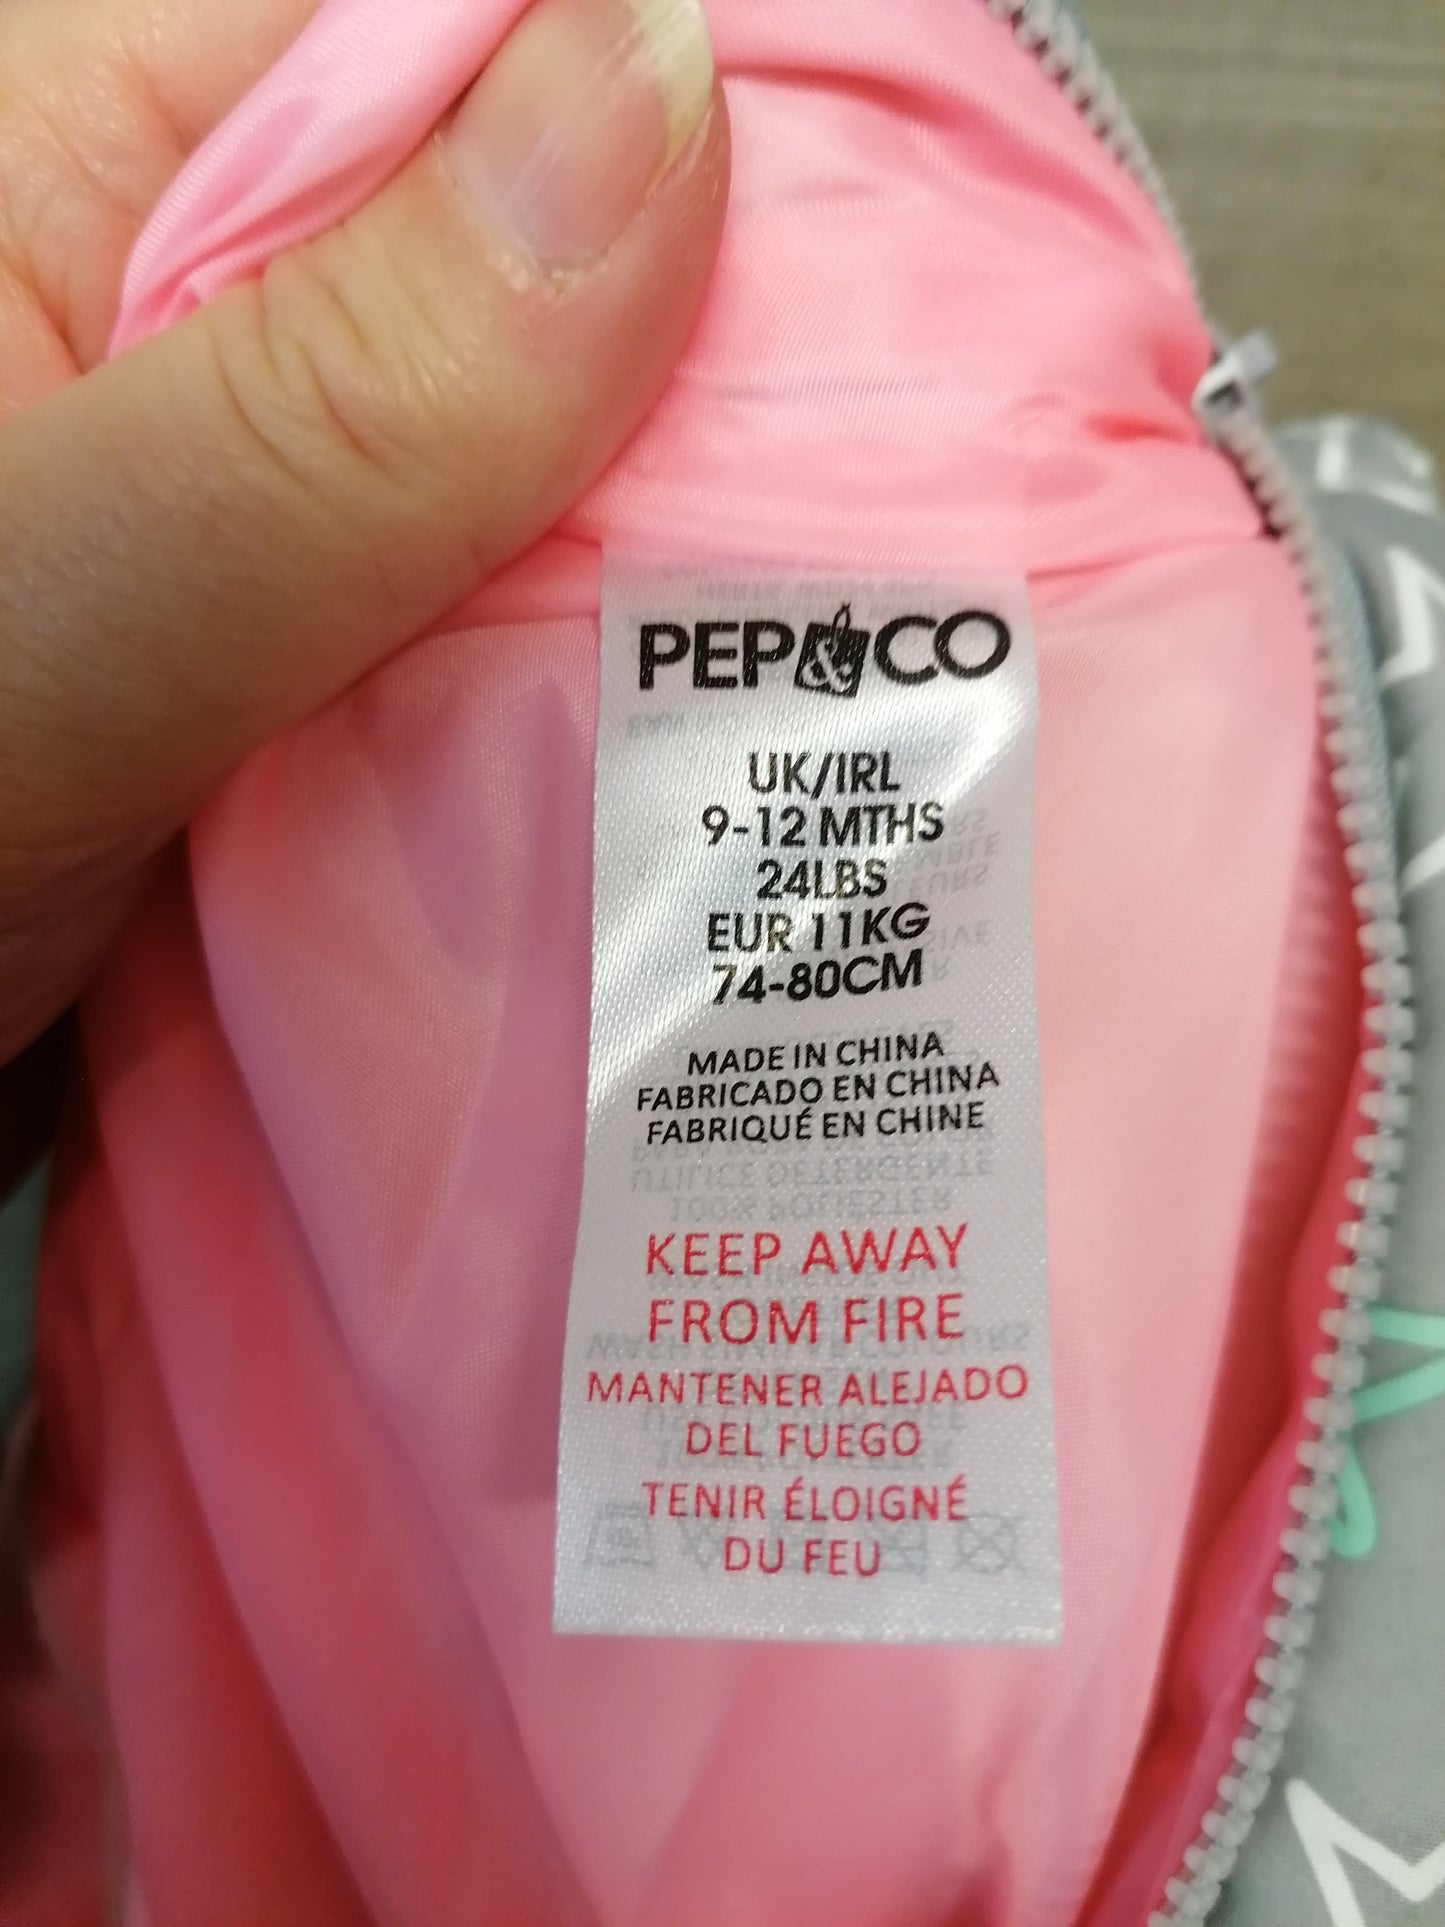 PEP&CO
UK/IRL
9-12 MTHS
24LBS
EUR 11KG
74-80CM
MADE IN CHINA
FABRICADO EN CHINA
FABRIQUÉ EN CHINE
KEEP AWAY
FROM FIRE
MANTENER ALEJADO
DEL FUEGO
TENIR ÉLOIGNÉ
DU FEU